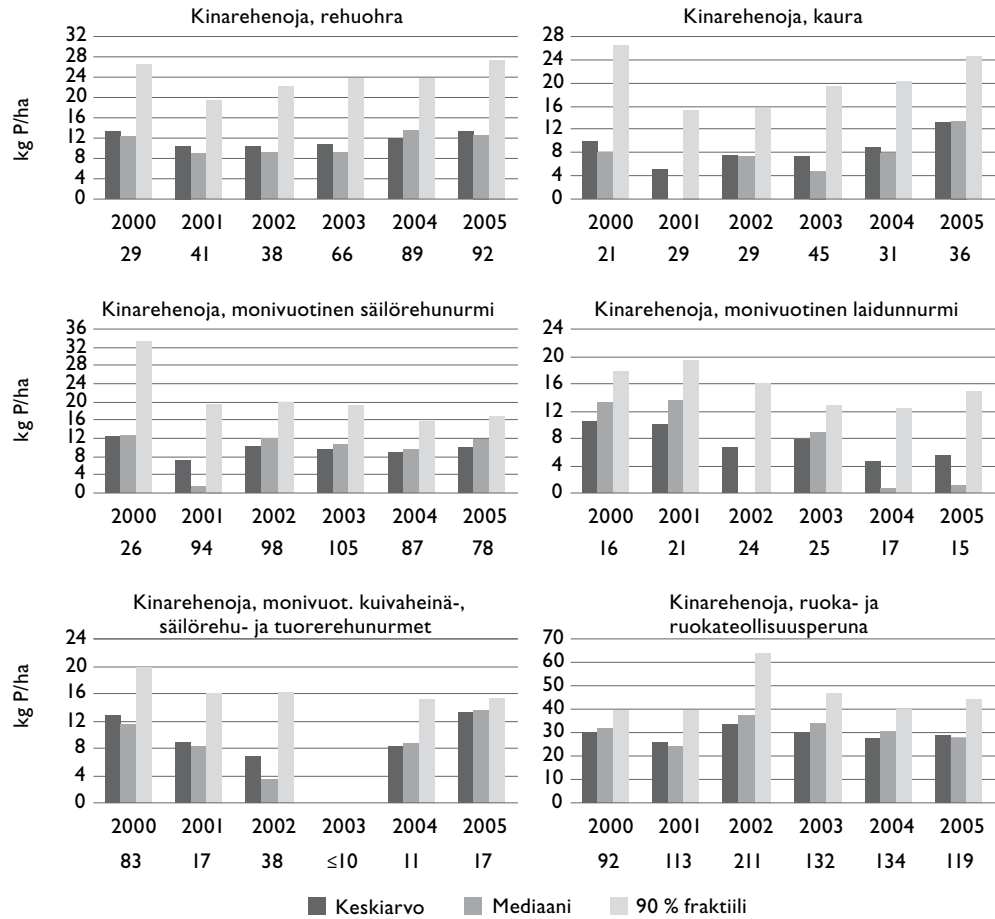 Kinarehenoja, rehuohra
kg P/ha
32
28
24
20
16
12
8
4
0
2000 2001 2002 2003 2004 2005
29 41 38 66 89 92
Kinarehenoja, kaura
28
24
20
16
12
8
4
0
2000 2001 2002 2003 2004 2005
21 29 29 45 31 36
Kinarehenoja, monivuotinen säilörehunurmi
kg P/ha
36
32
28
24
20
16
12
8
4
0
2000 2001 2002 2003 2004 2005
26 94 98 105 87 78
Kinarehenoja, monivuotinen laidunnurmi
24
20
16
12
8
4
0
2000 2001 2002 2003 2004 2005
16 21 24 25 17 15
Kinarehenoja, monivuot. kuivaheinä-,
säilörehu- ja tuorerehunurmet
kg P/ha
24
20
16
12
8
4
0
2000 2001 2002 2003 2004 2005
83 17 38 ≤10 11 17
Kinarehenoja, ruoka- ja
ruokateollisuusperuna
70
60
50
40
30
20
10
0
2000 2001 2002 2003 2004 2005
92 113 211 132 134 119
Keskiarvo Mediaani 90 % fraktiili